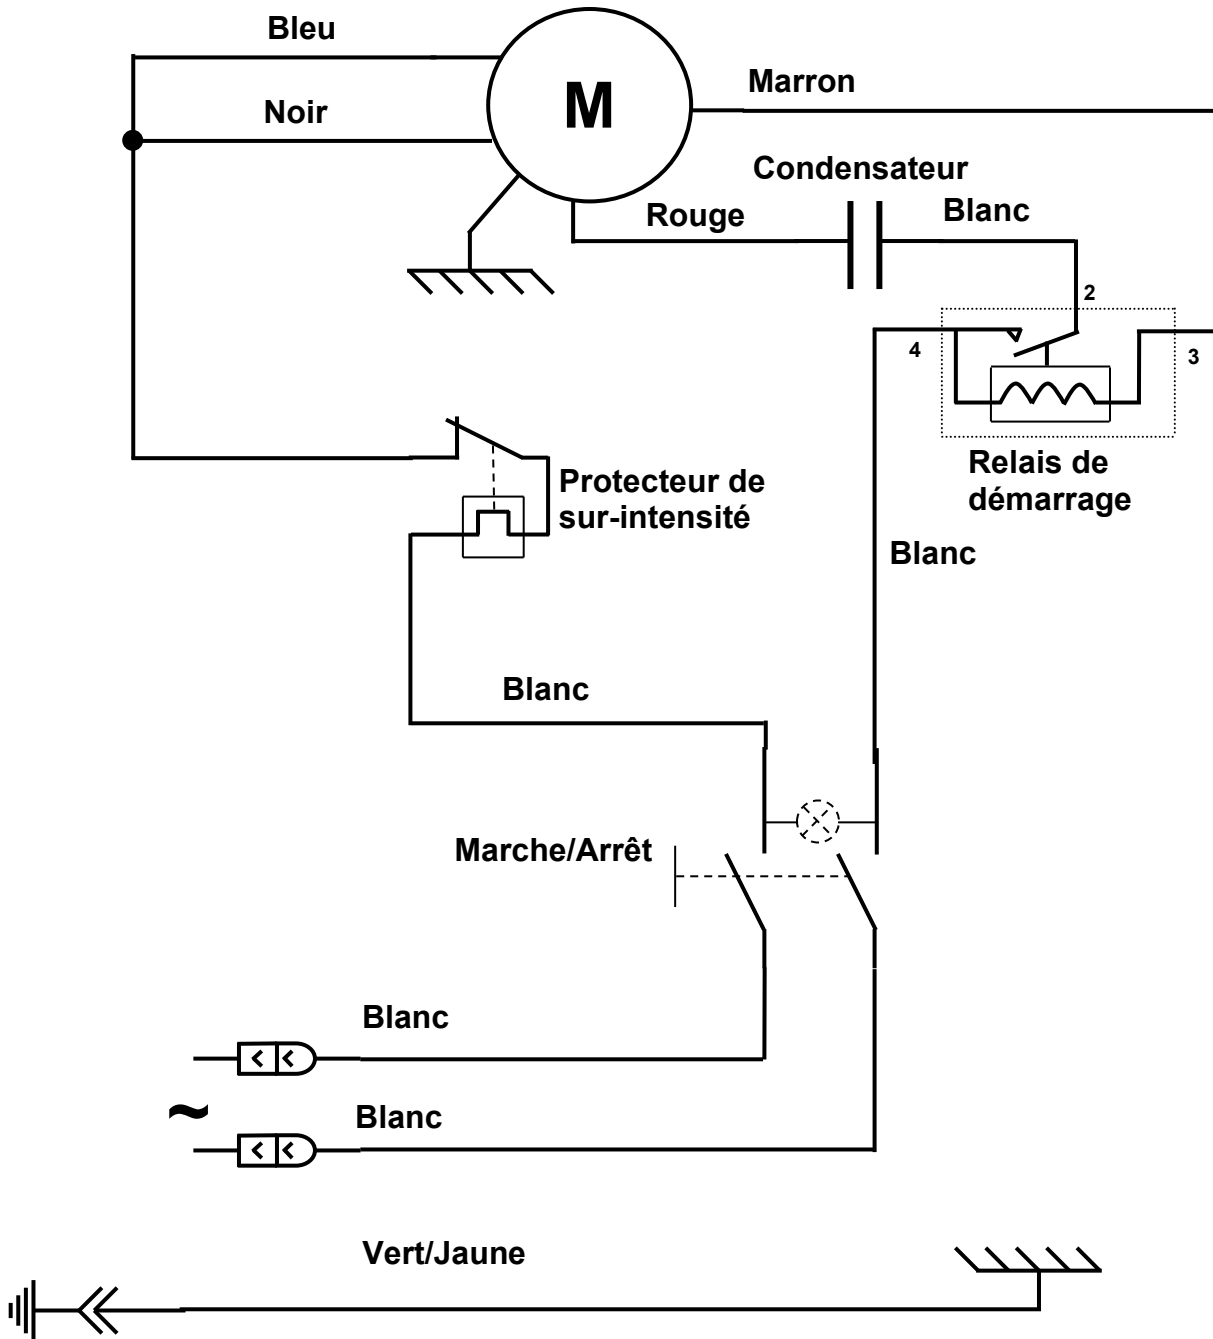 Bleu
Noir
M
Marron
Condensateur
Rouge
Blanc
2
4
3
Relais de
démarrage
Protecteur de
sur-intensité
Blanc
Blanc
Marche/Arrêt
Blanc
~
Blanc
Vert/Jaune